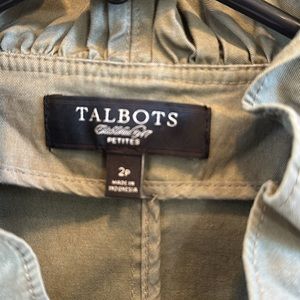 TALBOTS
PETITES
2P
MADE IN
INDONESIA